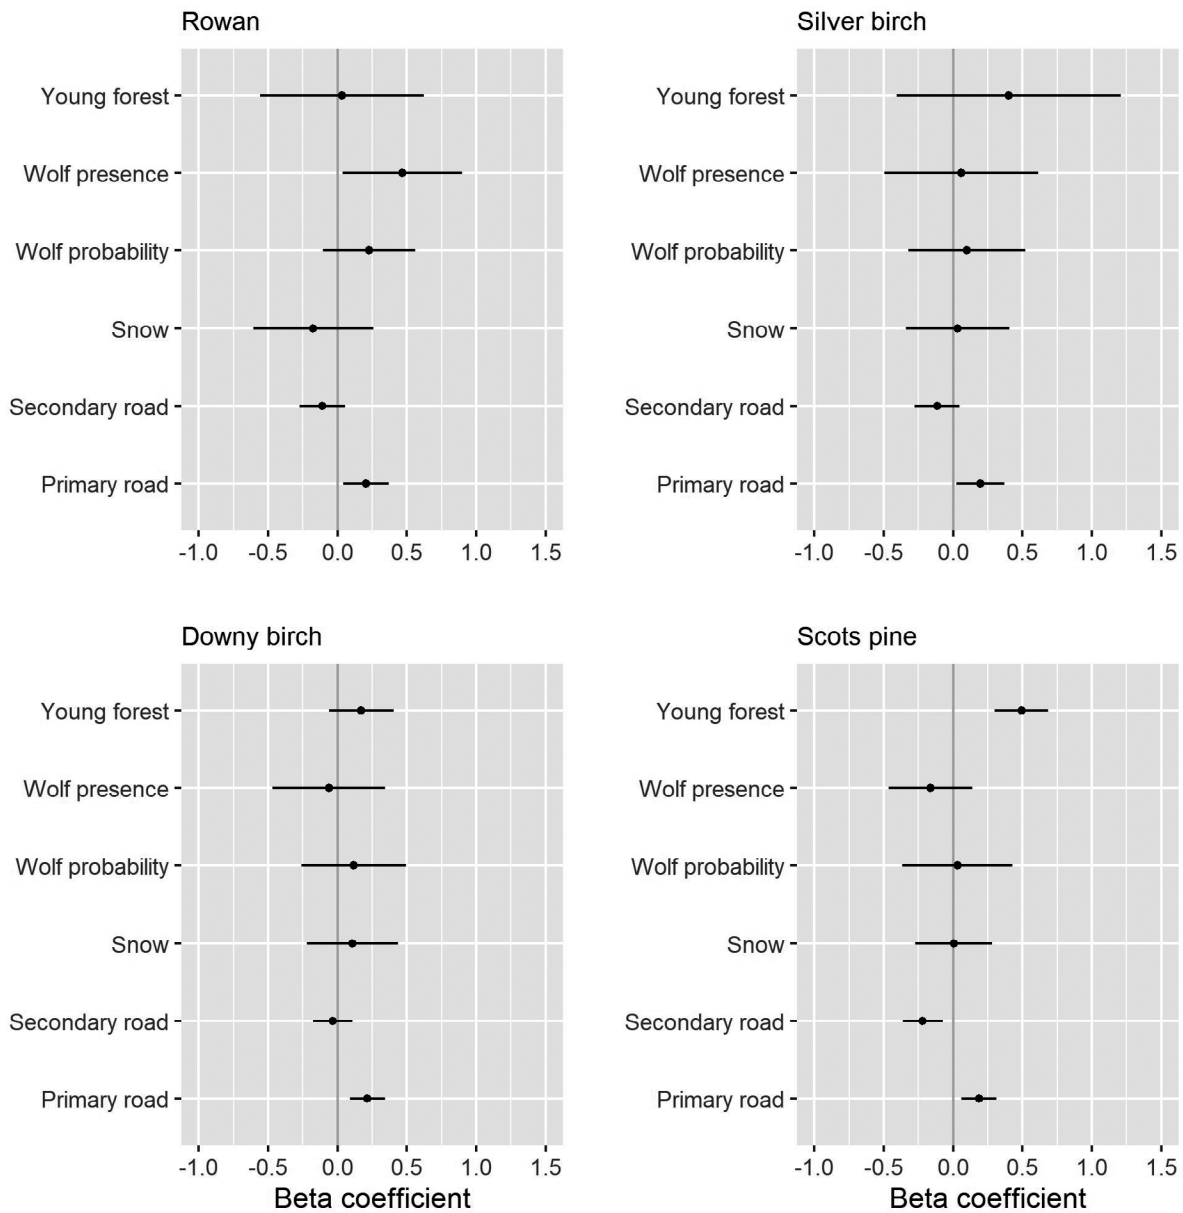 Rowan
Young forest
Wolf presence
Wolf probability
Snow
Secondary road
Primary road
-1.0 -0.5 0.0 0.5 1.0 1.5
Silver birch
Young forest
Wolf presence
Wolf probability
Snow
Secondary road
Primary road
-1.0 -0.5 0.0 0.5 1.0 1.5
Downy birch
Young forest
Wolf presence
Wolf probability
Snow
Secondary road
Primary road
-1.0 -0.5 0.0 0.5 1.0 1.5
Beta coefficient
Scots pine
Young forest
Wolf presence
Wolf probability
Snow
Secondary road
Primary road
-1.0 -0.5 0.0 0.5 1.0 1.5
Beta coefficient